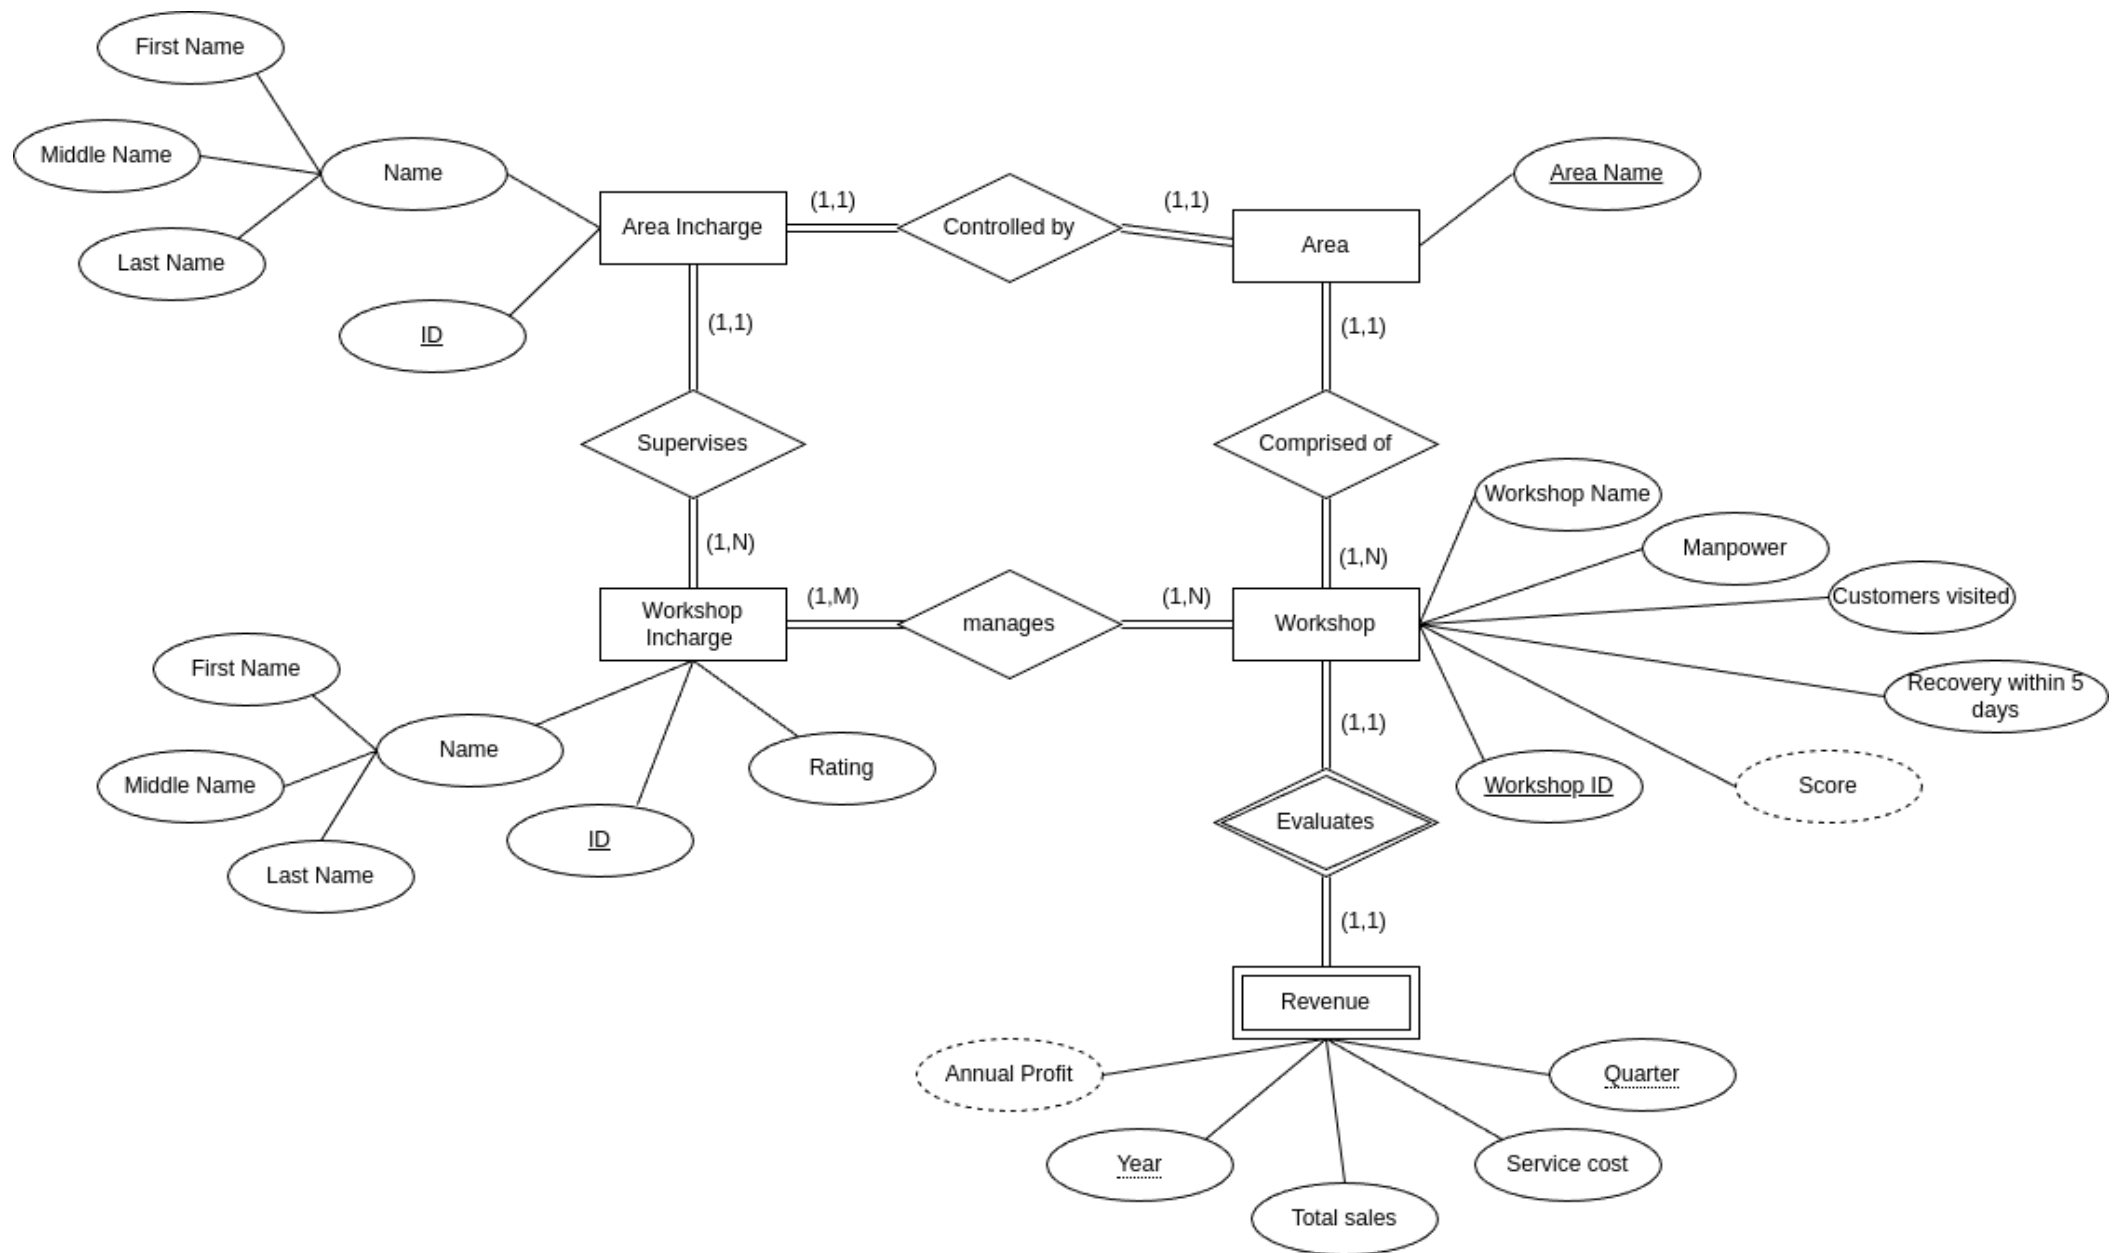 First Name
Middle Name
Name
Last Name
ID
Area Incharge
(1,1)
Controlled by
(1,1)
Area
Area Name
(1,1)
(1,1)
Supervises
Comprised of
(1,N)
(1,N)
Workshop
Incharge
(1,M)
manages
(1,N)
Workshop
Workshop Name
Manpower
Customers visited
Recovery within 5
days
Score
Workshop ID
First Name
Middle Name
Name
Last Name
ID
Rating
(1,1)
Evaluates
(1,1)
Revenue
Annual Profit
Year
Total sales
Service cost
Quarter